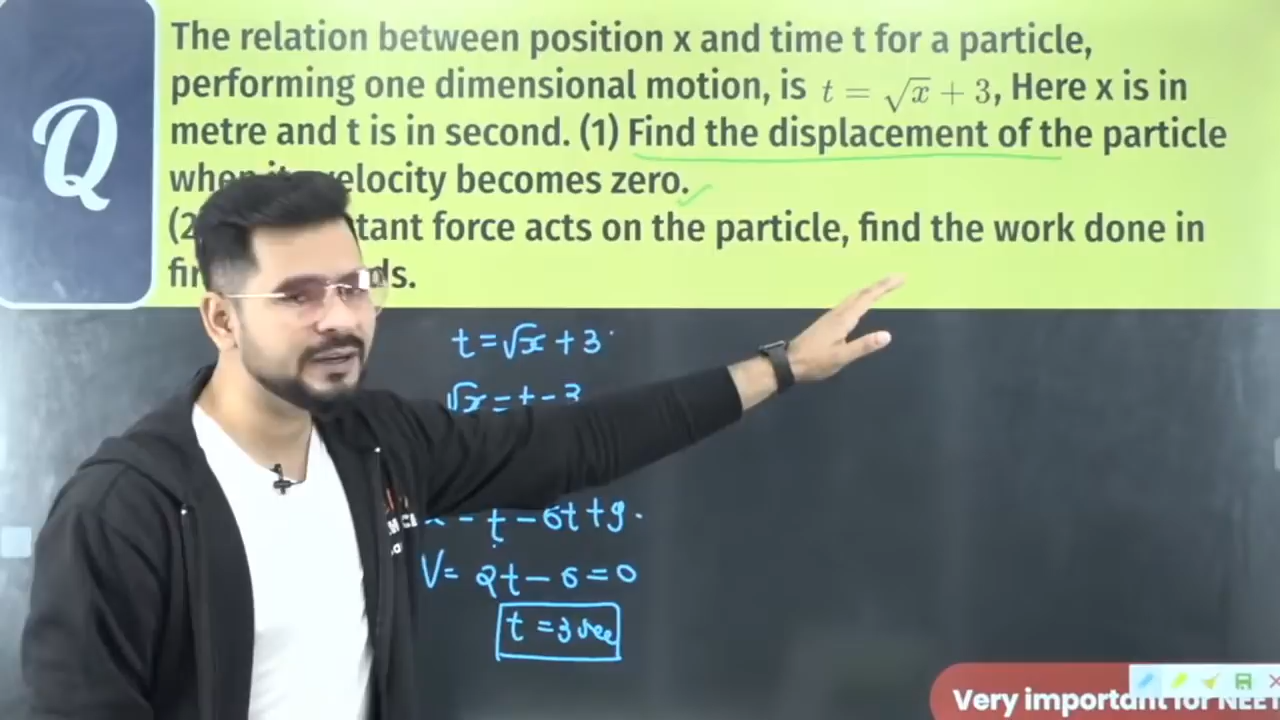 Q
The relation between position x and time t for a particle,
performing one dimensional motion, is t = √x + 3, Here x is in
metre and t is in second. (1) Find the displacement of the particle
velocity becomes zero.
force acts on the particle, find the work done in
t = √x + 3
√x = t - 3
- 6t + 9.
V= 2t - 6 = 0
t = 3 sec
Very important for NEET